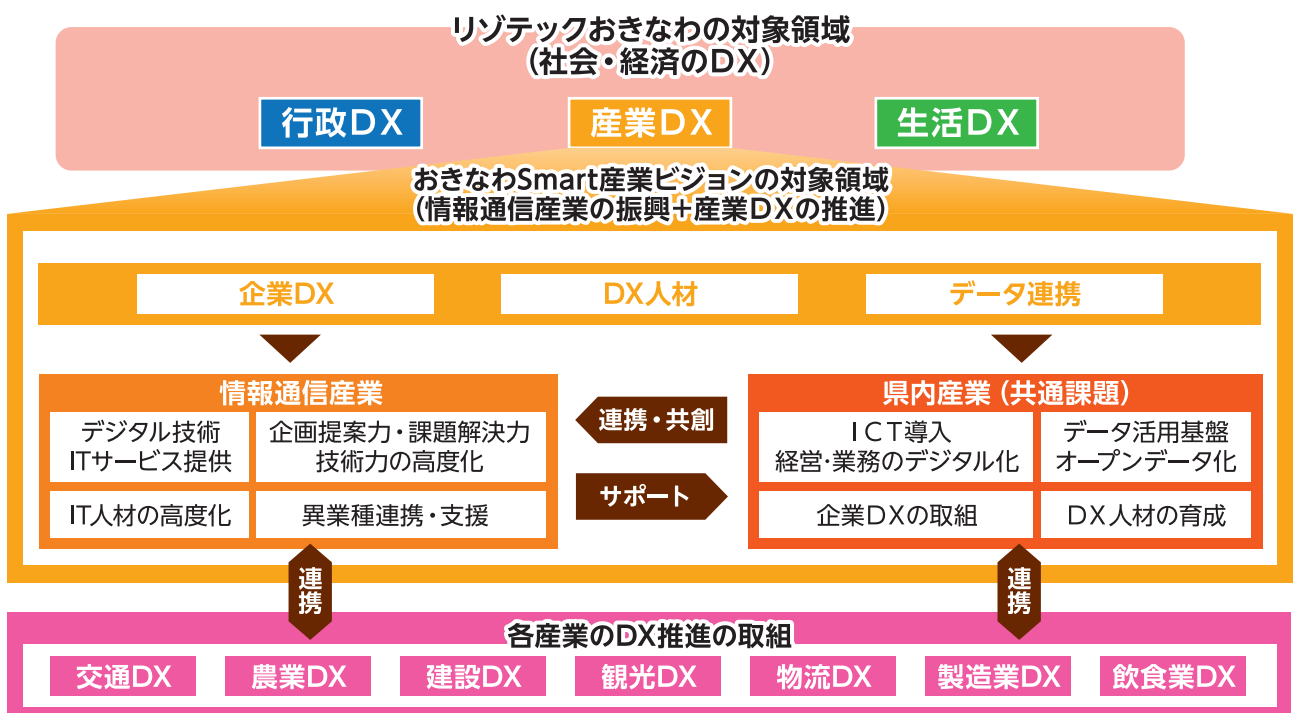 リゾテックおきなわの対象領域
（社会・経済のDX）
行政DX
産業DX
生活DX
おきなわSmart産業ビジョンの対象領域
（情報通信産業の振興＋産業DXの推進）
企業DX
DX人材
データ連携
情報通信産業
デジタル技術
ITサービス提供
企画提案力・課題解決力
技術力の高度化
IT人材の高度化
異業種連携・支援
連携・共創
サポート
県内産業（共通課題）
ICT導入
経営・業務のデジタル化
データ活用基盤
オープンデータ化
企業DXの取組
DX人材の育成
連携
連携
各産業のDX推進の取組
交通DX
農業DX
建設DX
観光DX
物流DX
製造業DX
飲食業DX